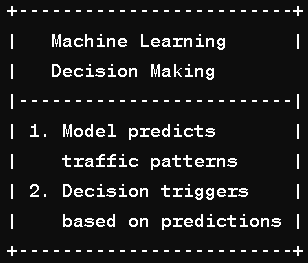 +-------------------------+
|   Machine Learning      |
|   Decision Making       |
|-------------------------|
| 1. Model predicts       |
|    traffic patterns     |
| 2. Decision triggers    |
|    based on predictions |
+-------------------------+